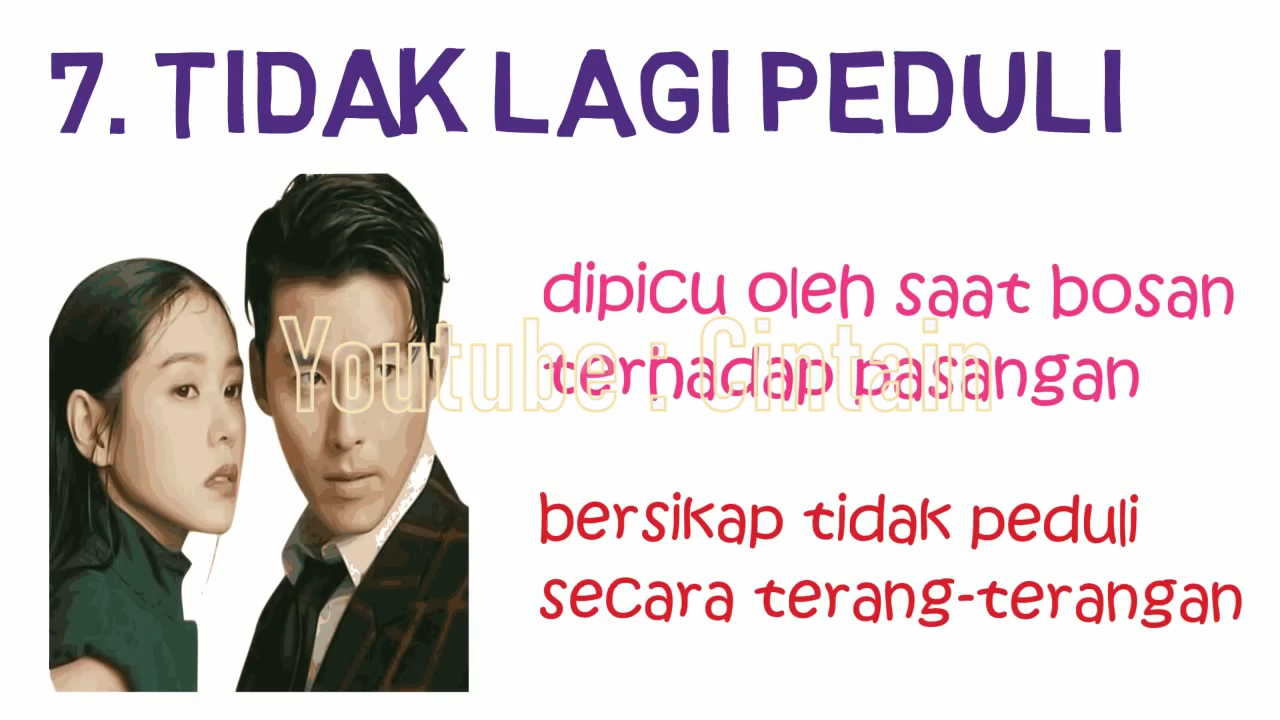 7. TIDAK LAGI PEDULI
dipicu oleh saat bosan
terhadap pasangan
Youtube : Cintain
bersikap tidak peduli
secara terang-terangan